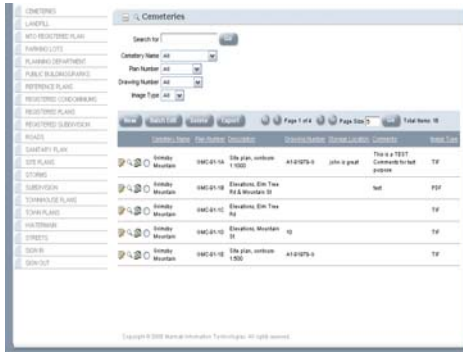 CEMETERIES
LANDFILL
MTO REGISTERED PLAN
PARKING LOTS
PLANNING DEPARTMENT
PUBLIC BUILDINGS/PARKS
REFERENCE PLANS
REGISTERED CONDOMINIUMS
REGISTERED PLANS
REGISTERED SUBDIVISION
ROADS
SANITARY PLAN
SITE PLANS
STORMS
SUBDIVISION
TOWNHOUSE PLANS
TOWN PLANS
WATERMAIN
STREETS
SIGN IN
SIGN OUT
Cemeteries
Search for
Cemetery Name All
Plan Number All
Drawing Number All
Image Type All
New Batch Edit Delete Export Page 1 of 4 Page Size 5 Total Items: 18
Cemetery Name Plan Number Description Drawing Number Storage Location Comments Image Type
Grimsby Mountain Site plan, contours 1:1000 john is great This is a TEST Comments for test purpose TIF
Grimsby Mountain Elevations, Elm Tree Rd & Mountain St test PDF
Grimsby Mountain Elevations, Elm Tree Rd TIF
Grimsby Mountain Elevations, Mountain St TIF
Grimsby Mountain Site plan, contours 1:500 TIF
Information Technologies. All rights reserved.